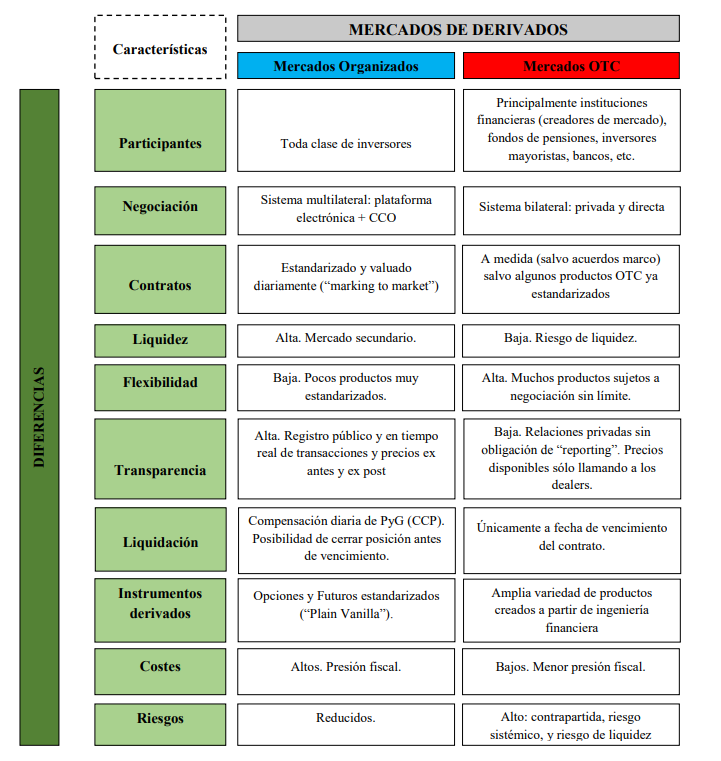 Características
MERCADOS DE DERIVADOS
Mercados Organizados
Mercados OTC
DIFERENCIAS
Participantes
Toda clase de inversores
Principalmente instituciones
financieras (creadores de mercado),
fondos de pensiones, inversores
mayoristas, bancos, etc.
Negociación
Sistema multilateral: plataforma
electrónica + CCO
Sistema bilateral: privada y directa
Contratos
Estandarizado y valuado
diariamente (“marking to market”)
A medida (salvo acuerdos marco)
salvo algunos productos OTC ya
estandarizados
Liquidez
Alta. Mercado secundario.
Baja. Riesgo de liquidez.
Flexibilidad
Baja. Pocos productos muy
estandarizados.
Alta. Muchos productos sujetos a
negociación sin límite.
Transparencia
Alta. Registro público y en tiempo
real de transacciones y precios ex
antes y ex post
Baja. Relaciones privadas sin
obligación de “reporting”. Precios
disponibles sólo llamando a los
dealers.
Liquidación
Compensación diaria de PyG (CCP).
Posibilidad de cerrar posición antes
de vencimiento.
Únicamente a fecha de vencimiento
del contrato.
Instrumentos
derivados
Opciones y Futuros estandarizados
(“Plain Vanilla”).
Amplia variedad de productos
creados a partir de ingeniería
financiera
Costes
Altos. Presión fiscal.
Bajos. Menor presión fiscal.
Riesgos
Reducidos.
Alto: contrapartida, riesgo
sistémico, y riesgo de liquidez